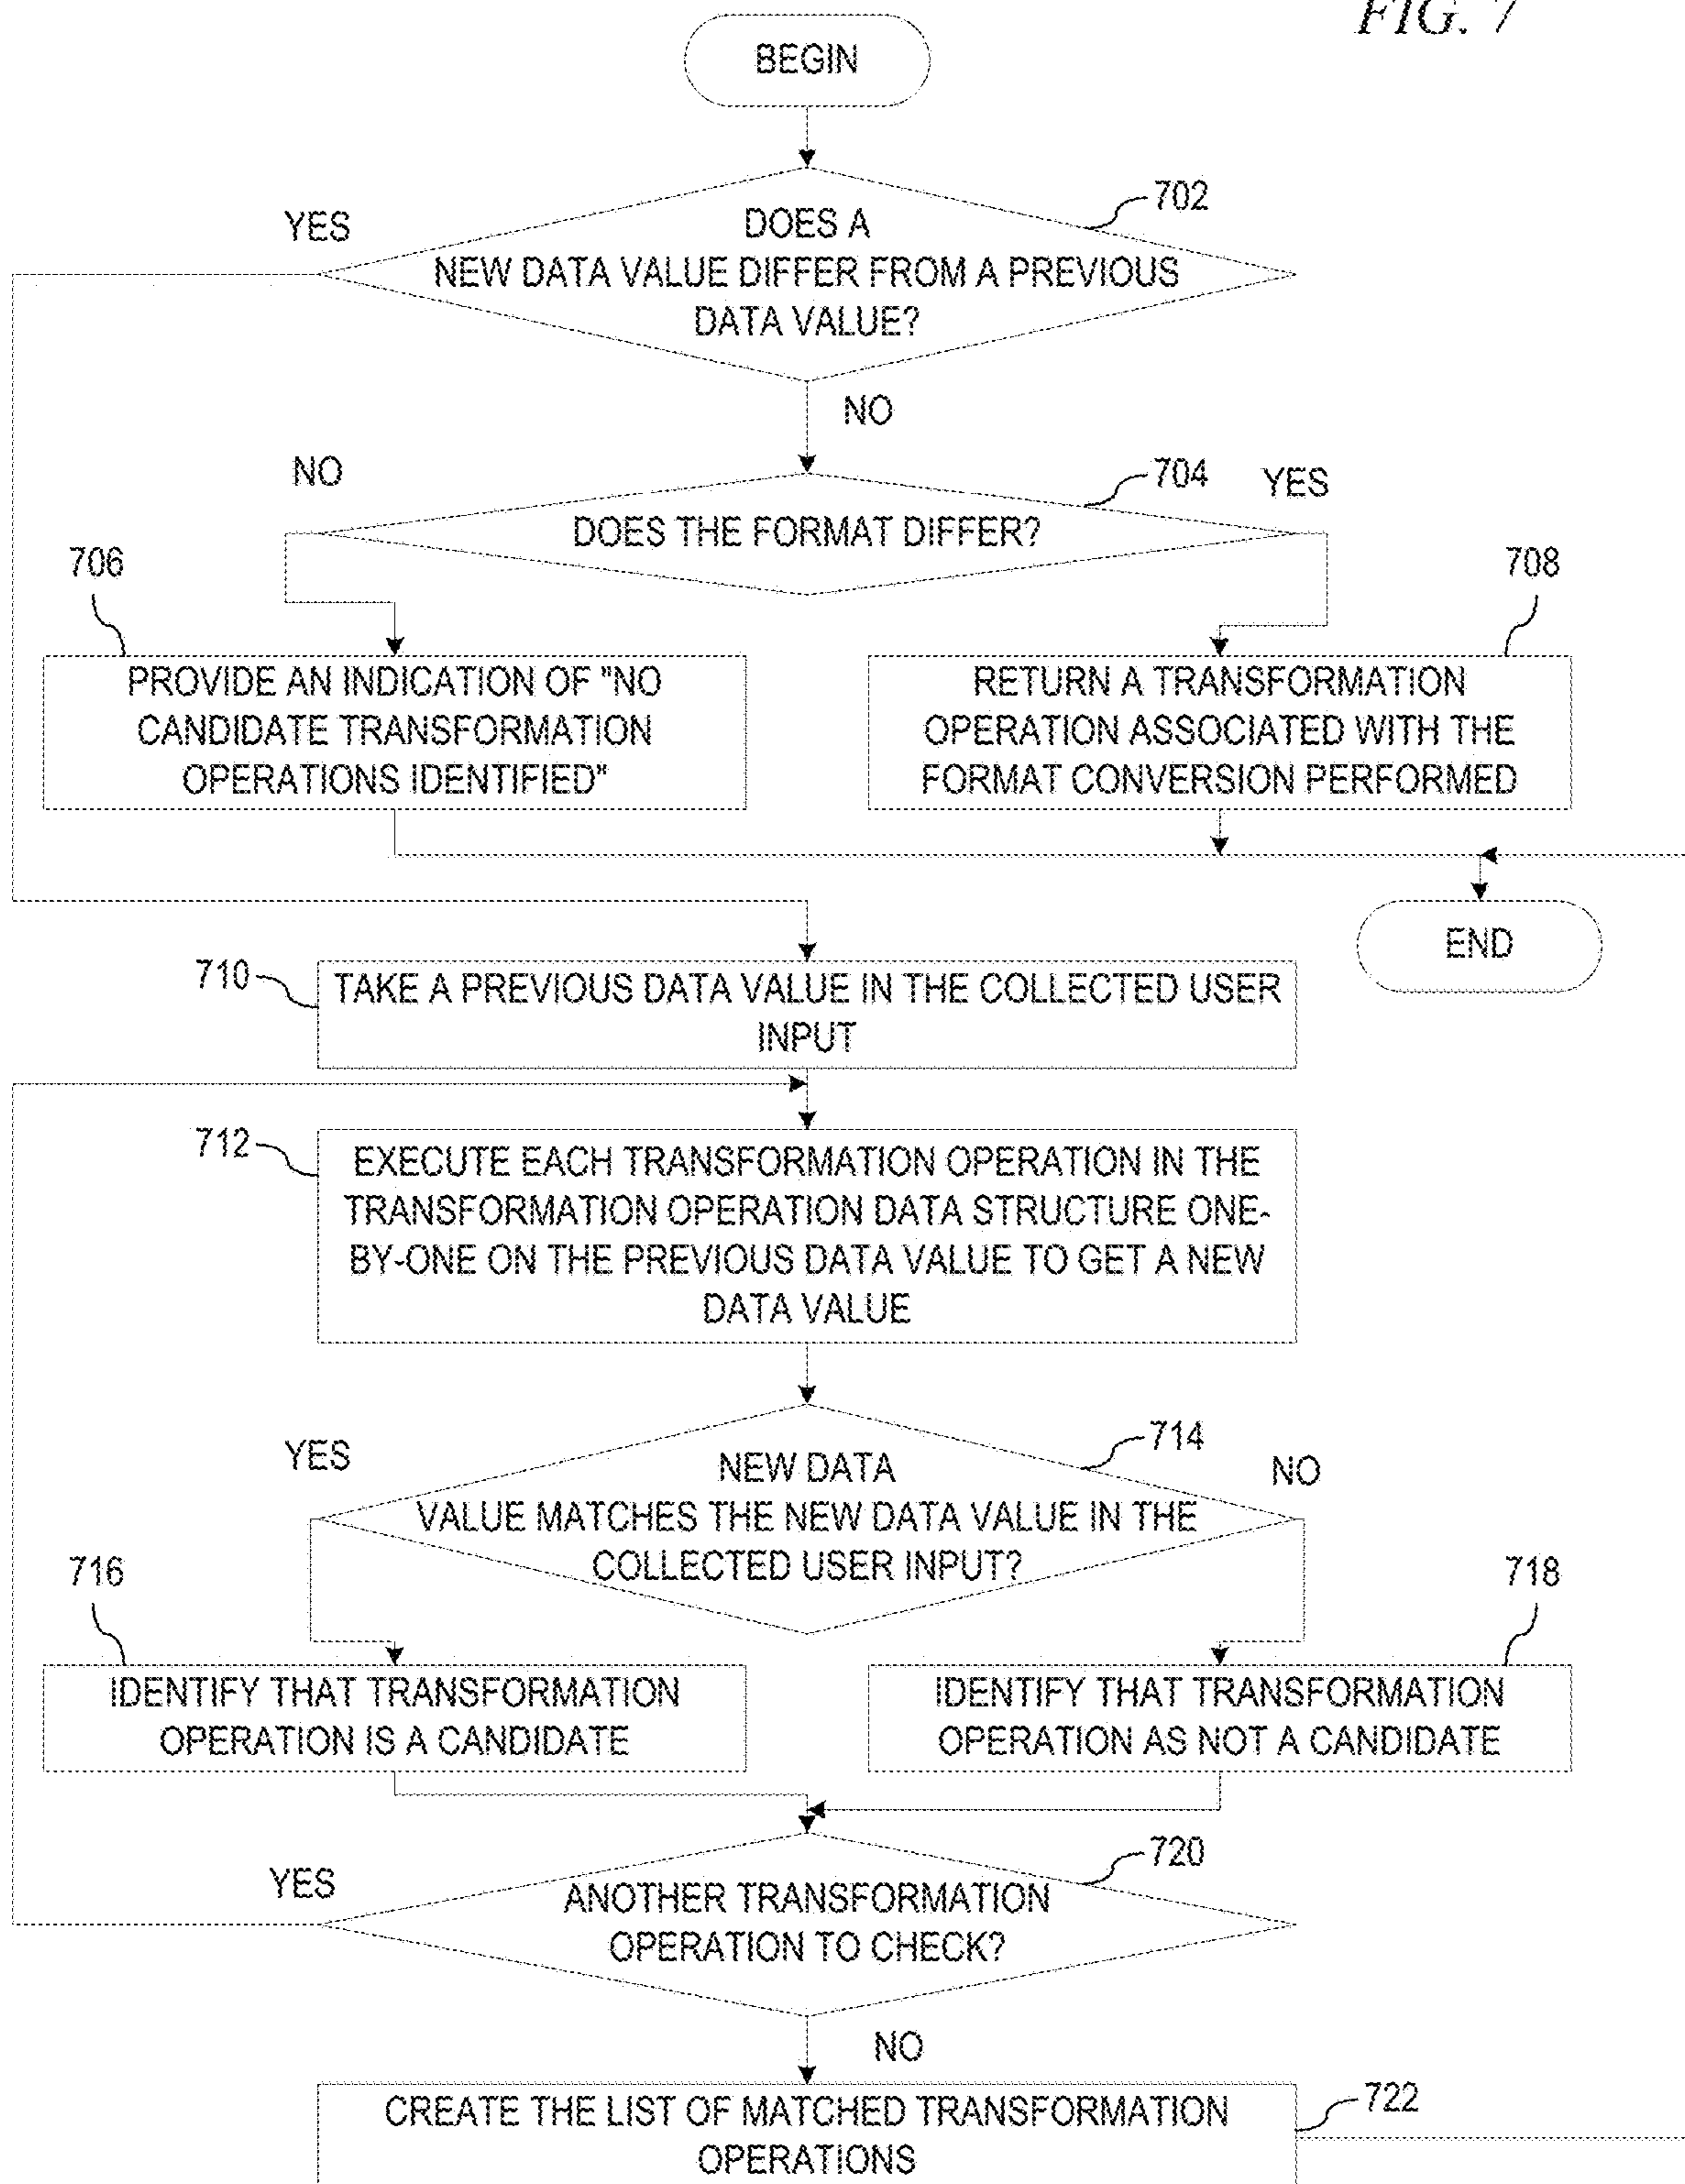 FIG. 7
BEGIN
702
YES
DOES A
NEW DATA VALUE DIFFER FROM A PREVIOUS
DATA VALUE?
NO
NO
704
YES
DOES THE FORMAT DIFFER?
706
708
PROVIDE AN INDICATION OF "NO
CANDIDATE TRANSFORMATION
OPERATIONS IDENTIFIED"
RETURN A TRANSFORMATION
OPERATION ASSOCIATED WITH THE
FORMAT CONVERSION PERFORMED
END
710
TAKE A PREVIOUS DATA VALUE IN THE COLLECTED USER
INPUT
712
EXECUTE EACH TRANSFORMATION OPERATION IN THE
TRANSFORMATION OPERATION DATA STRUCTURE ONE-
BY-ONE ON THE PREVIOUS DATA VALUE TO GET A NEW
DATA VALUE
714
YES
NO
NEW DATA
VALUE MATCHES THE NEW DATA VALUE IN THE
COLLECTED USER INPUT?
716
718
IDENTIFY THAT TRANSFORMATION
OPERATION IS A CANDIDATE
IDENTIFY THAT TRANSFORMATION
OPERATION AS NOT A CANDIDATE
720
YES
ANOTHER TRANSFORMATION
OPERATION TO CHECK?
NO
722
CREATE THE LIST OF MATCHED TRANSFORMATION
OPERATIONS